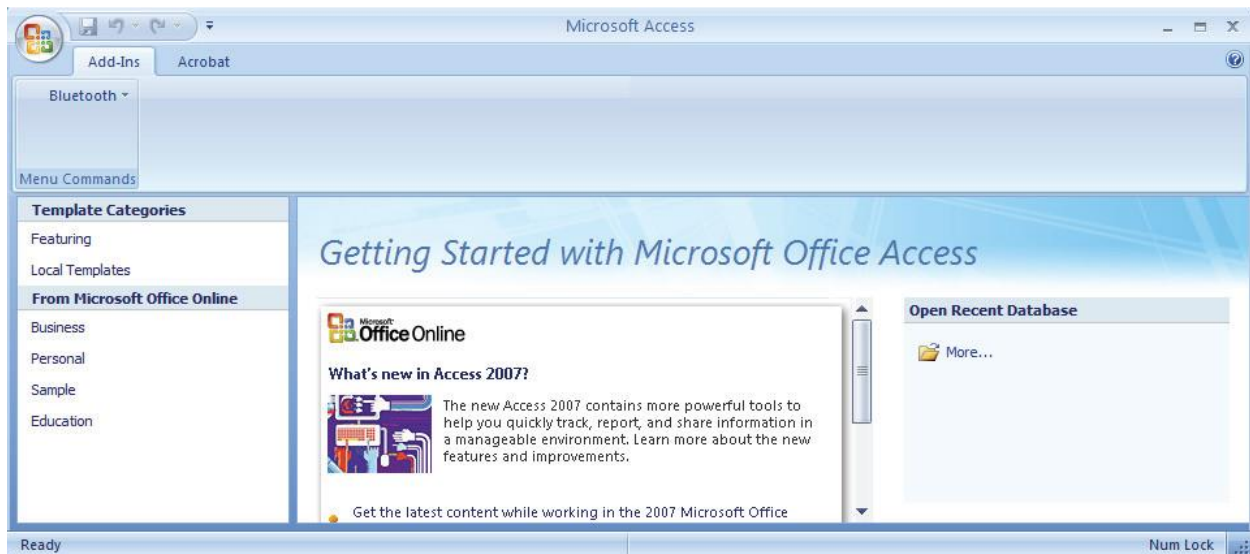 Microsoft Access
Add-Ins Acrobat
Bluetooth
Menu Commands
Template Categories
Featuring
Local Templates
From Microsoft Office Online
Business
Personal
Sample
Education
Getting Started with Microsoft Office Access
Microsoft
Office Online
What's new in Access 2007?
The new Access 2007 contains more powerful tools to
help you quickly track, report, and share information in
a manageable environment. Learn more about the new
features and improvements.
Get the latest content while working in the 2007 Microsoft Office
Open Recent Database
More...
Ready
Num Lock